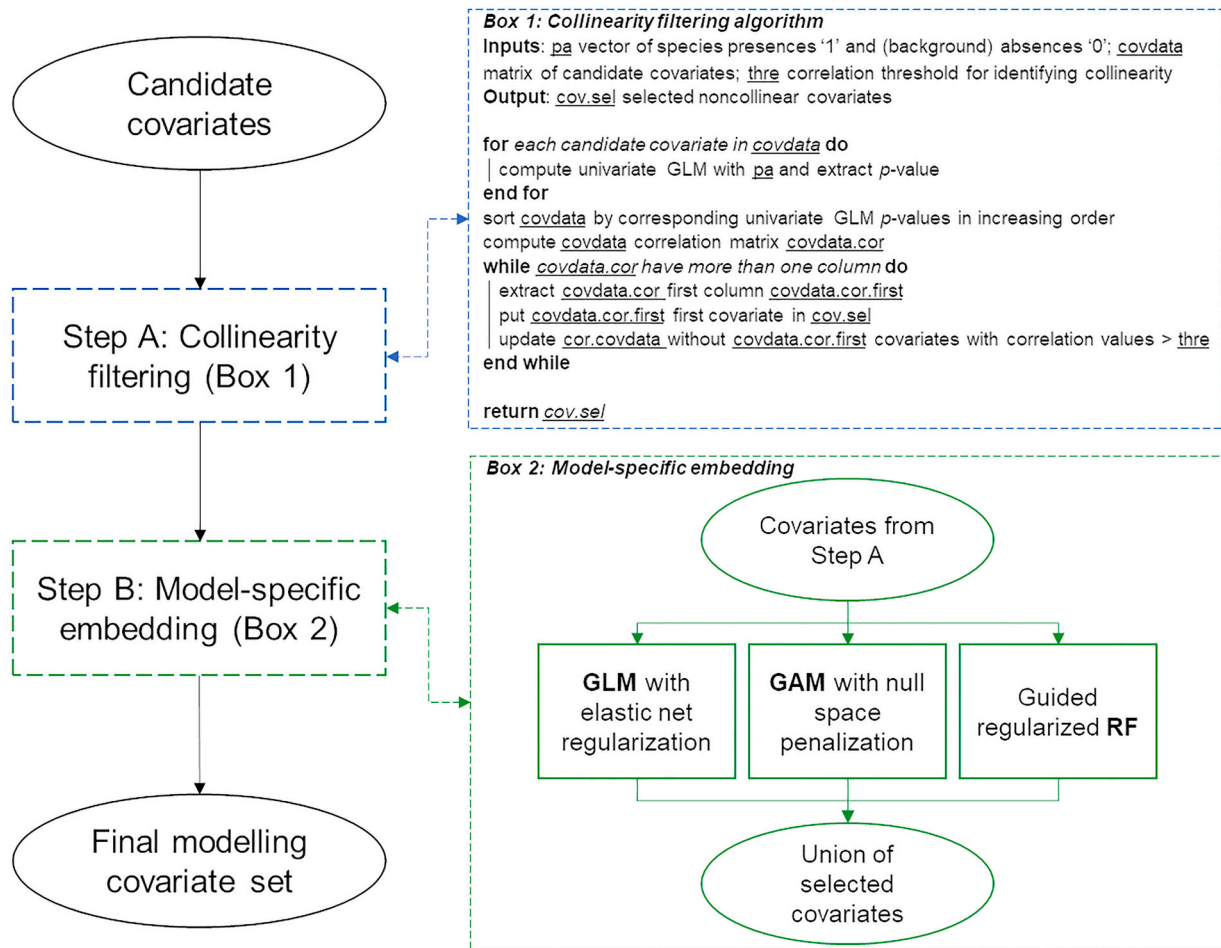 Candidate
covariates
Step A: Collinearity
filtering (Box 1)
Step B: Model-specific
embedding (Box 2)
Final modelling
covariate set
Box 1: Collinearity filtering algorithm
Inputs: pa vector of species presences ‘1’ and (background) absences ‘0’; covdata
matrix of candidate covariates; thre correlation threshold for identifying collinearity
Output: cov.sel selected noncollinear covariates
for each candidate covariate in covdata do
compute univariate GLM with pa and extract p-value
end for
sort covdata by corresponding univariate GLM p-values in increasing order
compute covdata correlation matrix covdata.cor
while covdata.cor have more than one column do
extract covdata.cor first column covdata.cor.first
put covdata.cor.first first covariate in cov.sel
update cor.covdata without covdata.cor.first covariates with correlation values > thre
end while
return cov.sel
Box 2: Model-specific embedding
Covariates from
Step A
GLM with
elastic net
regularization
GAM with null
space
penalization
Guided
regularized RF
Union of
selected
covariates